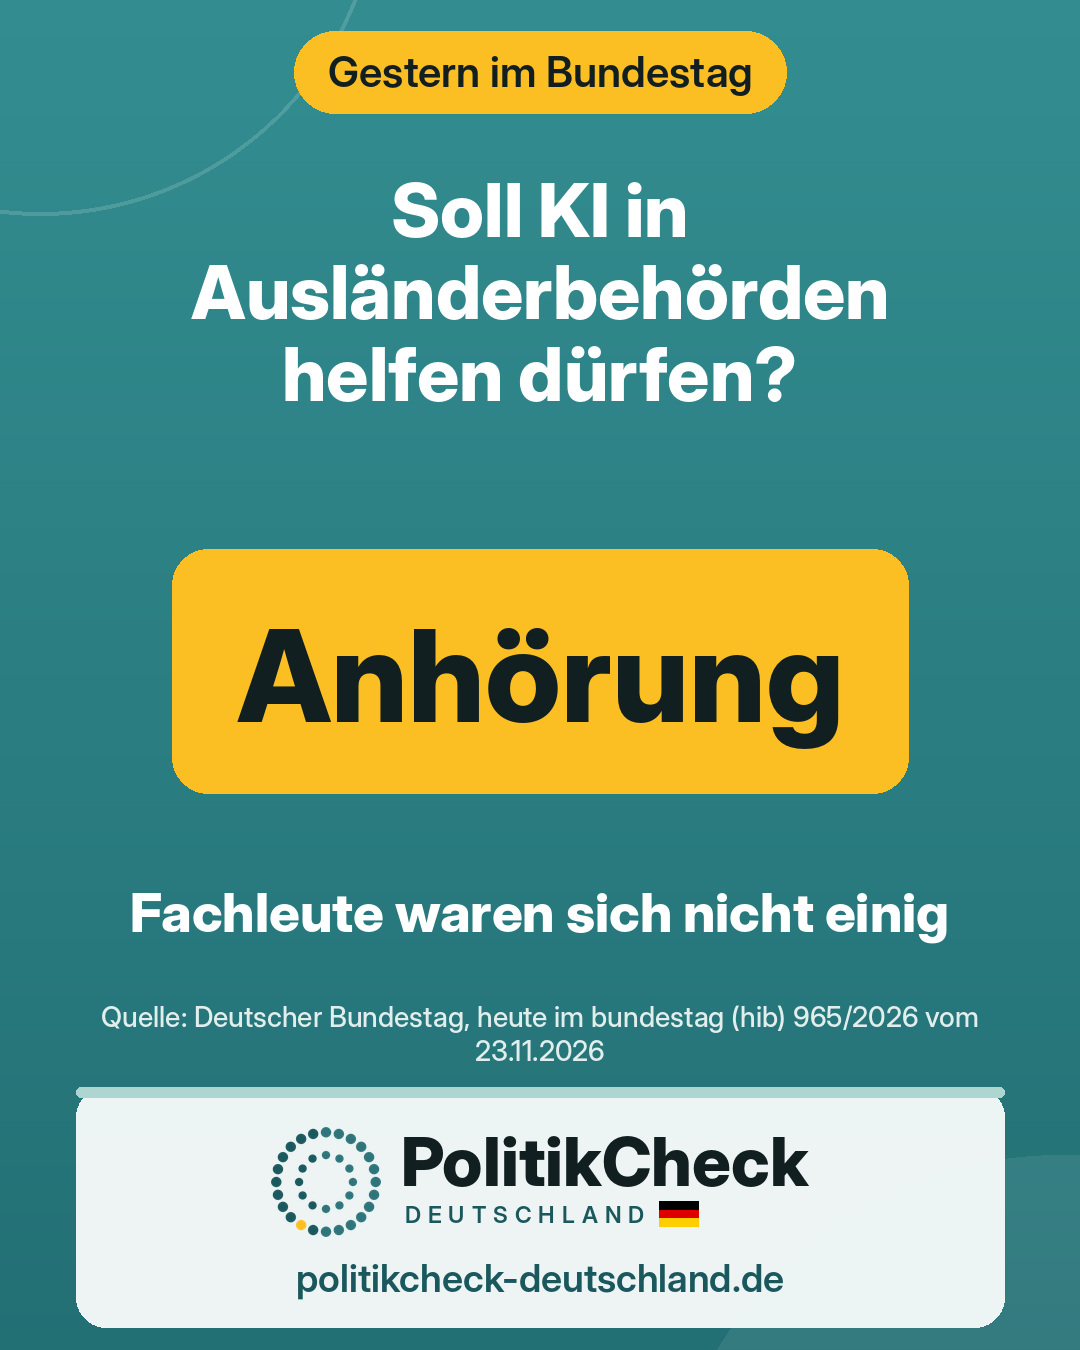 Gestern im Bundestag
Soll KI in
Ausländerbehörden
helfen dürfen?
Anhörung
Fachleute waren sich nicht einig
Quelle: Deutscher Bundestag, heute im bundestag (hib) 965/2026 vom
23.11.2026
PolitikCheck
DEUTSCHLAND
politikcheck-deutschland.de